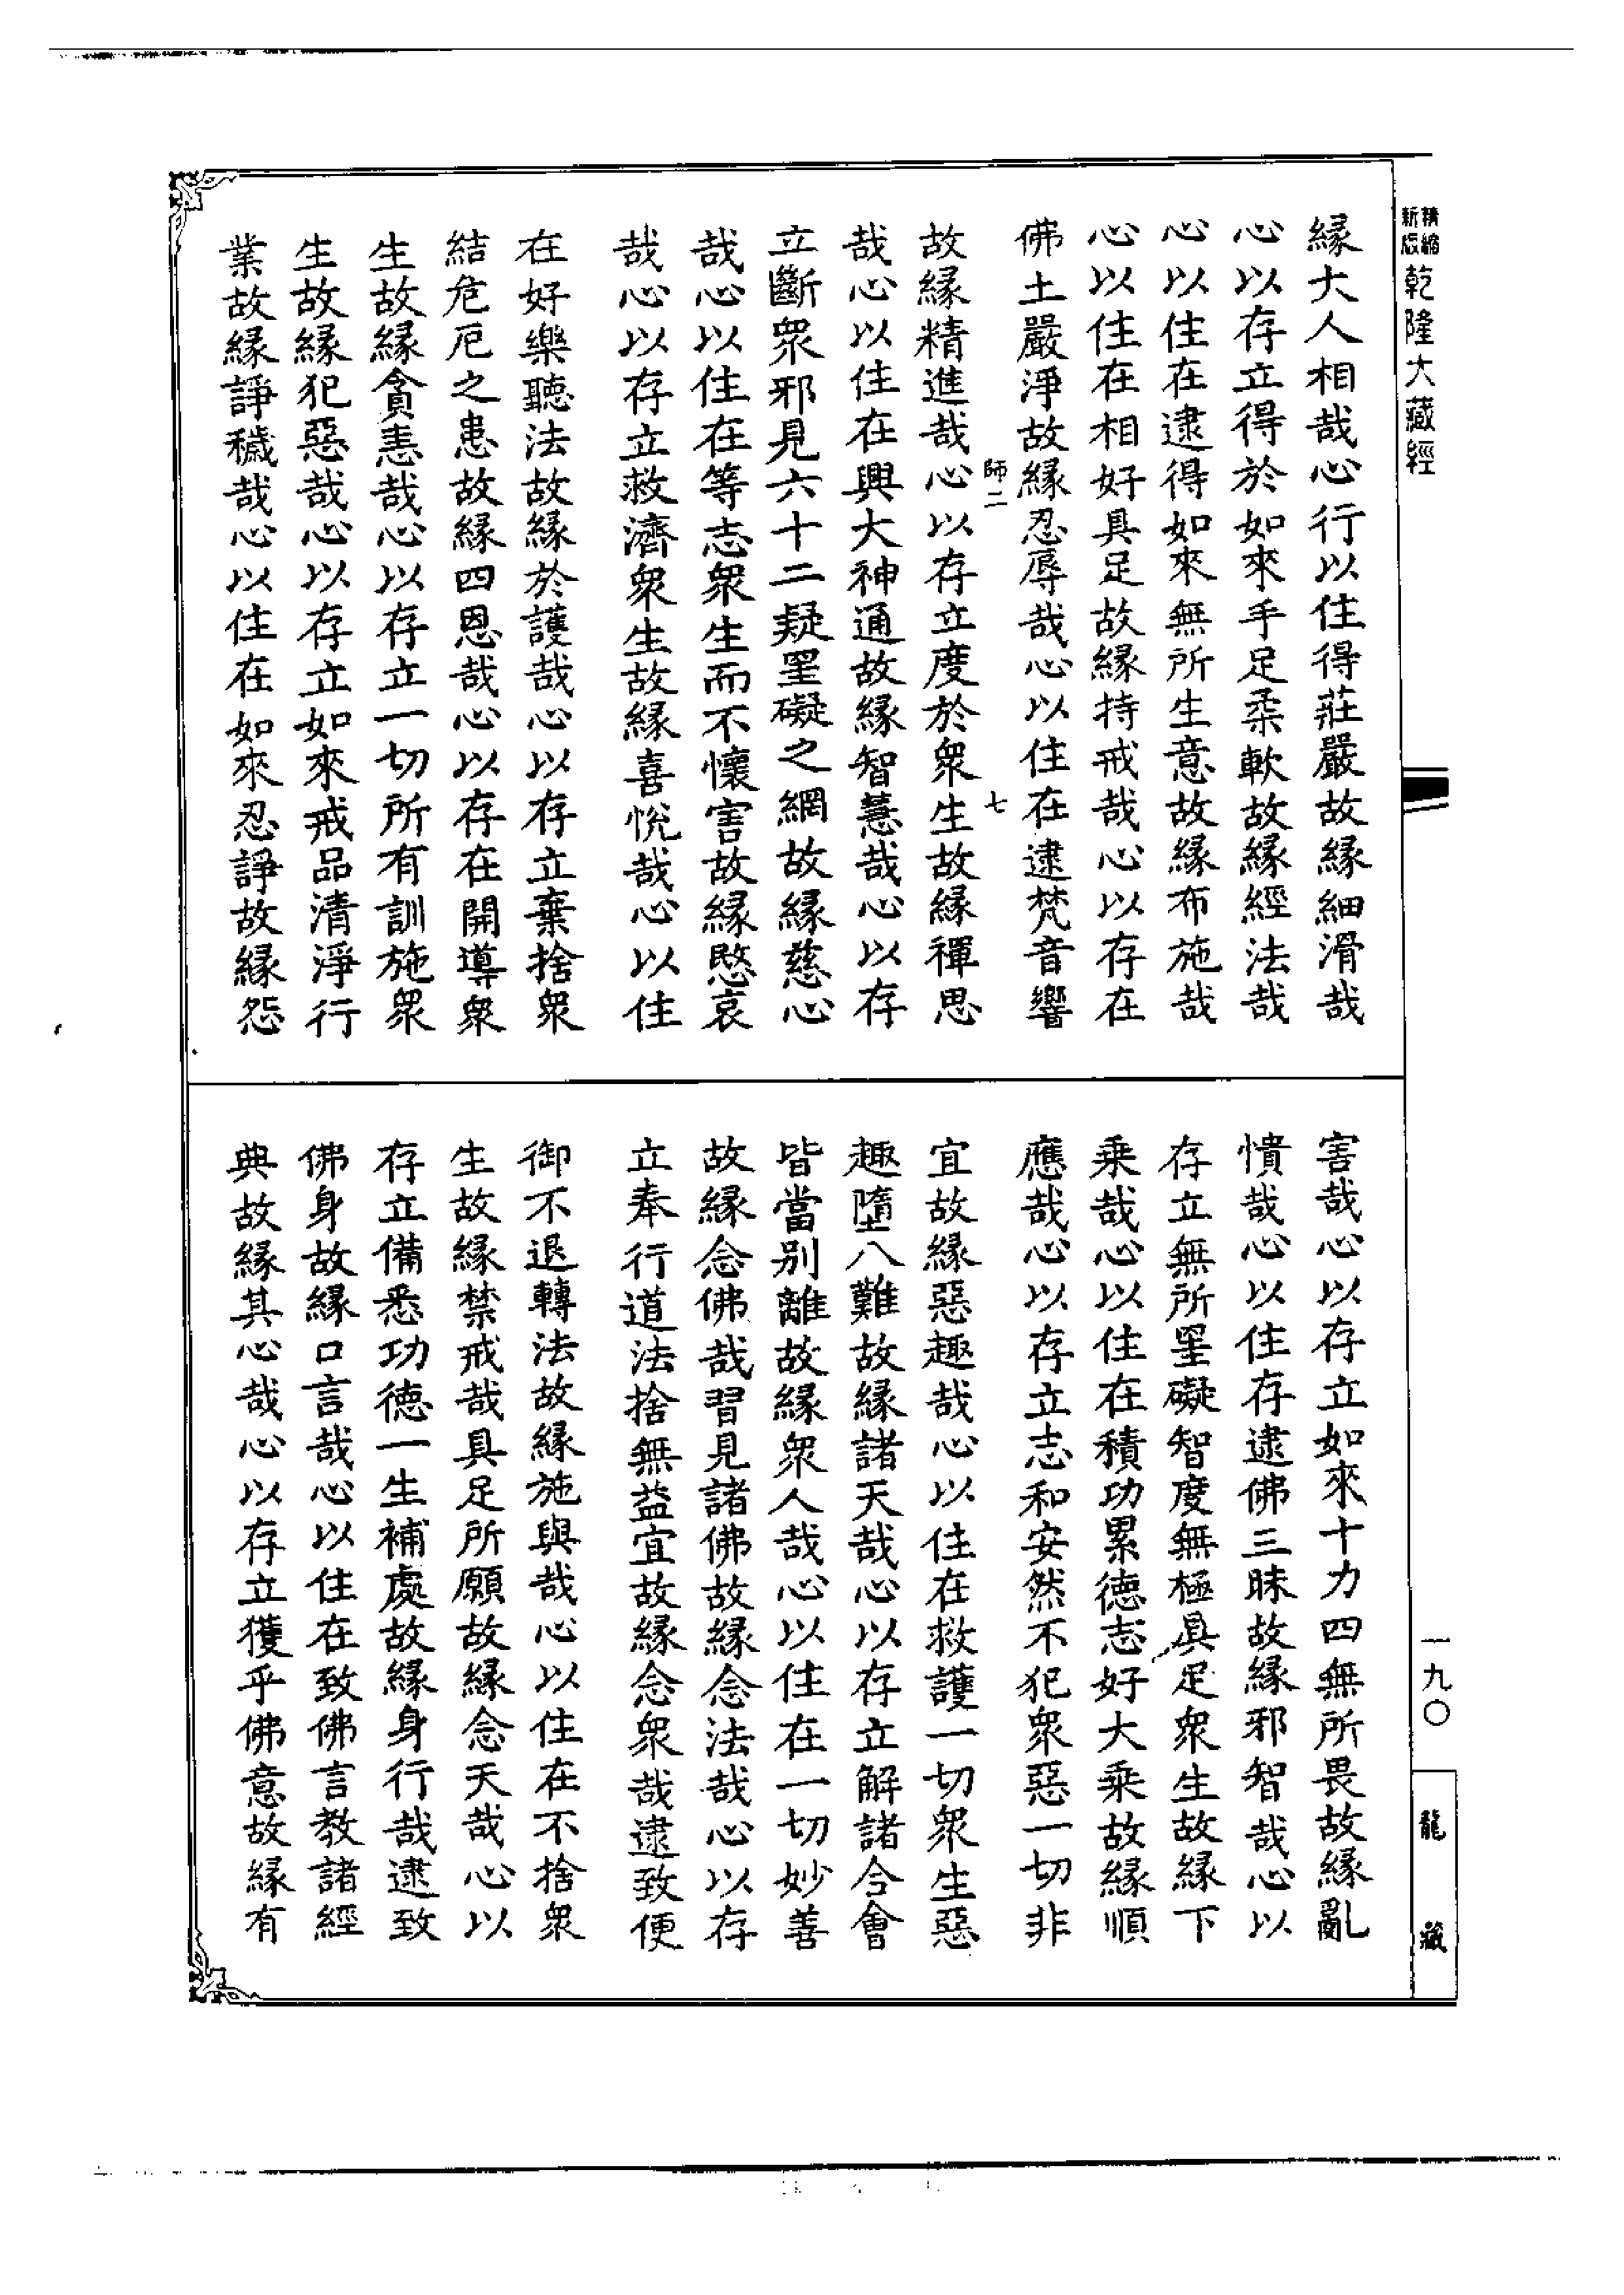 新縮精版乾隆大藏經
緣大人相哉心行以住得莊嚴故緣細滑哉
心以存立得於如來手足柔軟故緣經法哉
心以住在逮得如來無所生意故緣布施哉
心以住在相好具足故緣持戒哉心以存在
佛土嚴淨故緣忍辱哉心以住在逮梵音響
師二 七
故緣精進哉心以存立度於衆生故緣禪思
哉心以住在興大神通故緣智慧哉心以存
立斷衆邪見六十二疑罣礙之網故緣慈心
哉心以住在等志衆生而不懷害故緣愍哀
哉心以存立救濟衆生故緣喜悅哉心以住
在好樂聽法故緣於護哉心以存立棄捨衆
結危厄之患故緣四恩哉心以存在開導衆
生故緣貪恚哉心以存立一切所有訓施衆
生故緣犯惡哉心以存立如來戒品清淨行
業故緣諍穢哉心以住在如來忍諍故緣怨
害哉心以存立如來十力四無所畏故緣亂
憒哉心以住存逮佛三昧故緣邪智哉心以
存立無所罣礙智度無極具足衆生故緣下
乘哉心以住在積功累德志好大乘故緣順
應哉心以存立志和安然不犯衆惡一切非
宜故緣惡趣哉心以住在救護一切衆生惡
趣墮八難故緣諸天哉心以存立解諸合會
皆當別離故緣衆人哉心以住在一切妙善
故緣念佛哉習見諸佛故緣念法哉心以存
立奉行道法捨無益宜故緣念衆哉逮致便
御不退轉法故緣施與哉心以住在不捨衆
生故緣禁戒哉具足所願故緣念天哉心以
存立備悉功德一生補處故緣身行哉逮致
佛身故緣口言哉心以住在致佛言教諸經
典故緣其心哉心以存立獲乎佛意故緣有
一九〇
龍藏